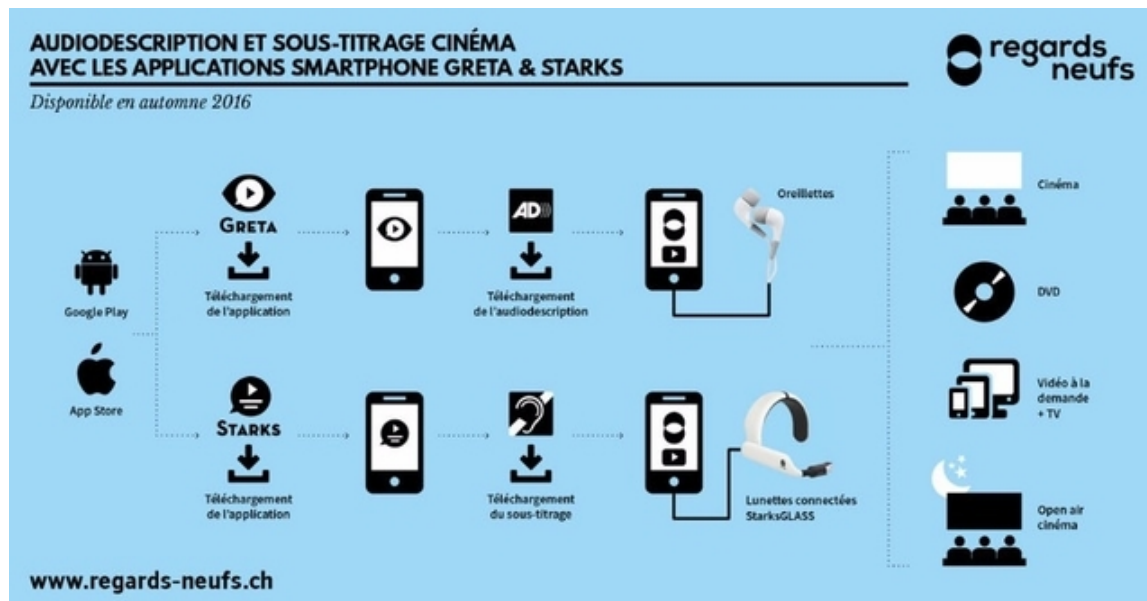 AUDIODESCRIPTION ET SOUS-TITRAGE CINÉMA
AVEC LES APPLICATIONS SMARTPHONE GRETA & STARKS
Disponible en automne 2016
regards
neufs
Google Play
App Store
GRETA
Téléchargement
de l'application
AD
Téléchargement
de l'audiodescription
Oreillettes
STARKS
Téléchargement
de l'application
Téléchargement
du sous-titrage
Lunettes connectées
StarksGLASS
Cinéma
DVD
Vidéo à la
demande
+ TV
Open air
cinéma
www.regards-neufs.ch